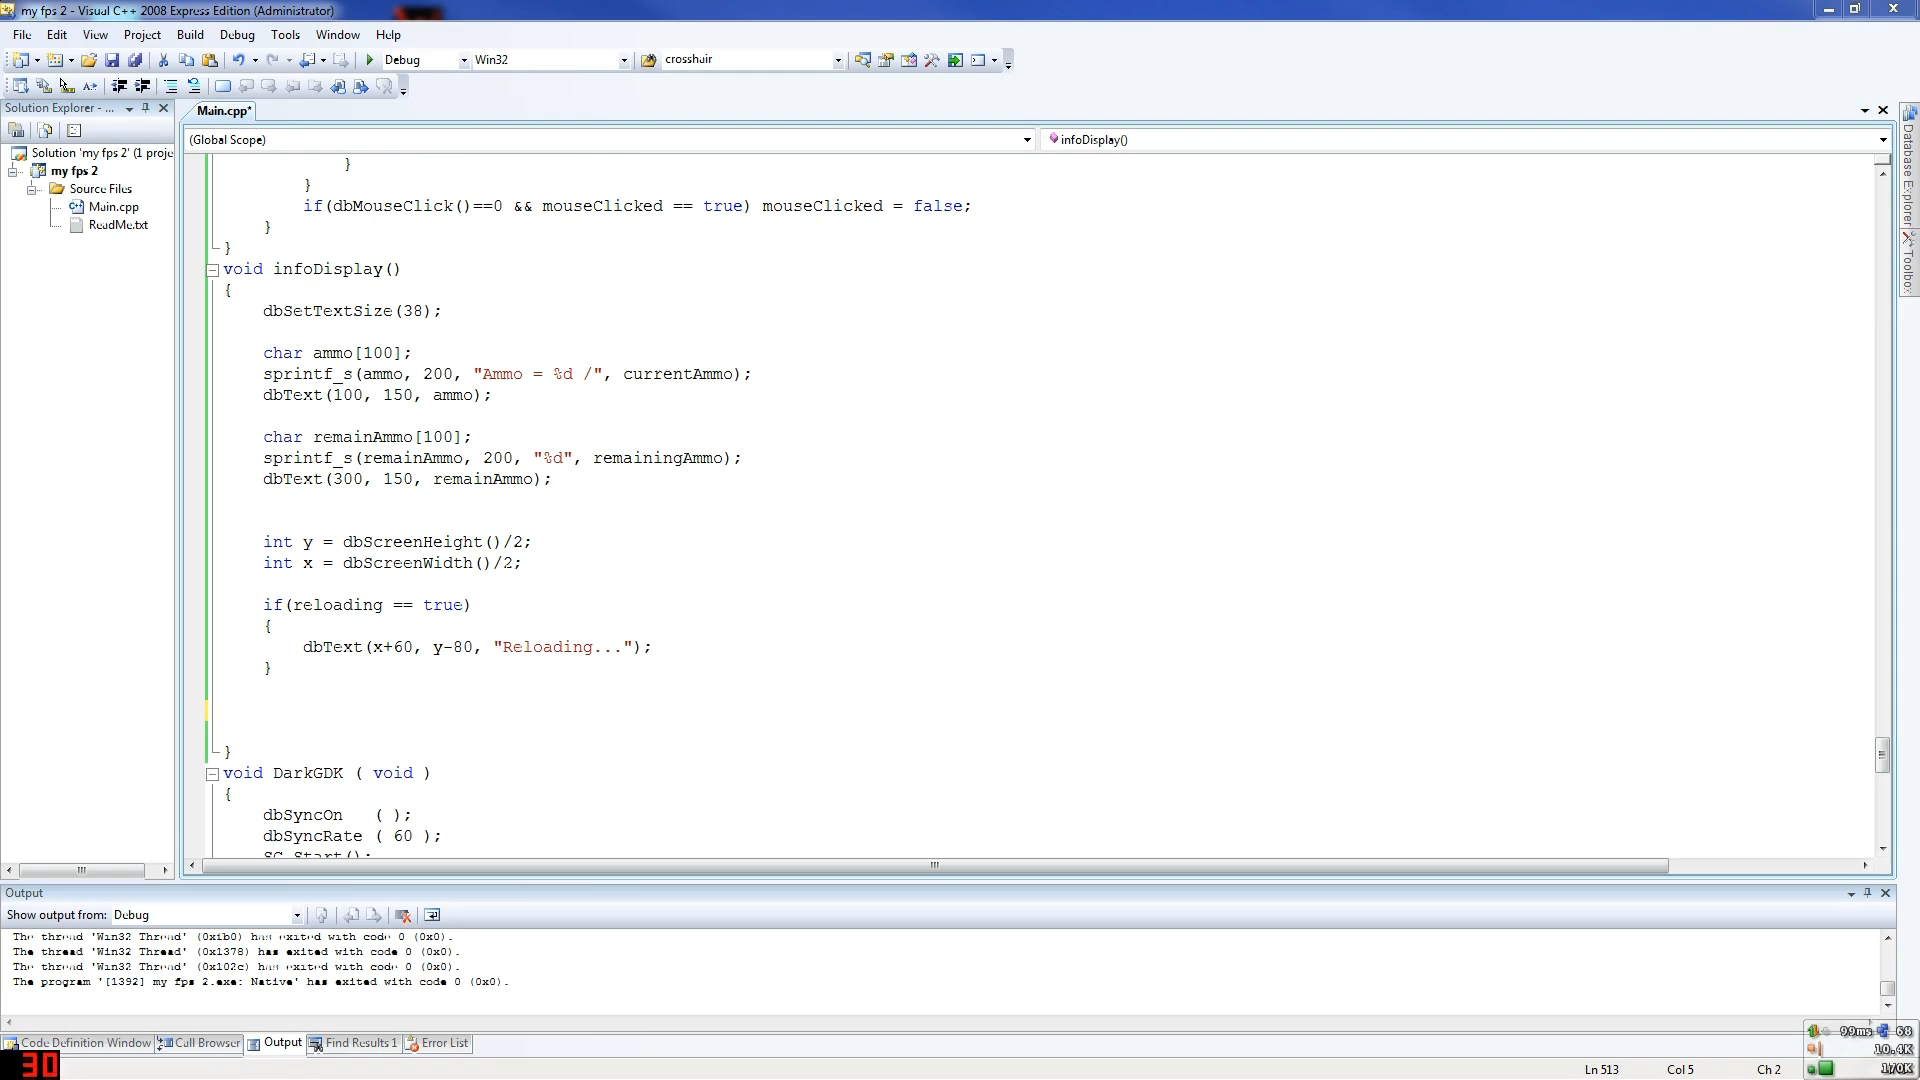 my fps 2 - Visual C++ 2008 Express Edition (Administrator)
File Edit View Project Build Debug Tools Window Help
Debug Win32 crosshair
Solution Explorer - ...
Main.cpp*
(Global Scope) infoDisplay()
Solution 'my fps 2' (1 proje
my fps 2
Source Files
Main.cpp
ReadMe.txt
}
}
if(dbMouseClick()==0 && mouseClicked == true) mouseClicked = false;
}
}
void infoDisplay()
{
dbSetTextSize(38);
char ammo[100];
sprintf_s(ammo, 200, "Ammo = %d /", currentAmmo);
dbText(100, 150, ammo);
char remainAmmo[100];
sprintf_s(remainAmmo, 200, "%d", remainingAmmo);
dbText(300, 150, remainAmmo);
int y = dbScreenHeight()/2;
int x = dbScreenWidth()/2;
if(reloading == true)
{
dbText(x+60, y-80, "Reloading...");
}
}
void DarkGDK ( void )
{
dbSyncOn ( );
dbSyncRate ( 60 );
SC_Start();
Database Explorer
Toolbox
Output
Show output from: Debug
The thread 'Win32 Thread' (0x1b0) has exited with code 0 (0x0).
The thread 'Win32 Thread' (0x1378) has exited with code 0 (0x0).
The thread 'Win32 Thread' (0x102c) has exited with code 0 (0x0).
The program '[1392] my fps 2.exe: Native' has exited with code 0 (0x0).
Code Definition Window Call Browser Output Find Results 1 Error List
30
Ln 513 Col 5 Ch 2
99ms 68
10.4K
170K